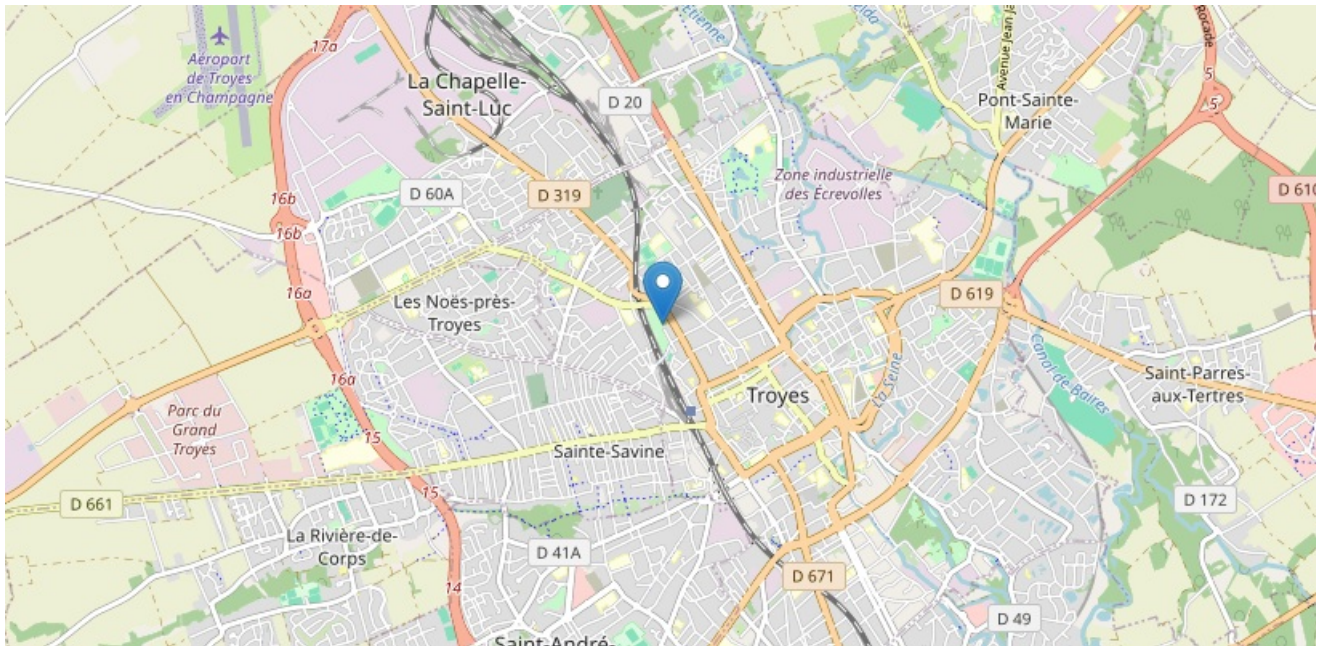 17a
Aéroport
de Troyes
en Champagne
La Chapelle-
Saint-Luc
D 20
Étienne
Avenue Jean Ja
Rocade
5
5
Pont-Sainte-
Marie
Zone industrielle
des Écrevolles
D 60A
D 319
D 610
16b
16b
16a
Les Noës-près-
Troyes
D 619
Canal de Baires
La Seine
Saint-Parres-
aux-Tertres
16a
Parc du
Grand
Troyes
15
Troyes
Sainte-Savine
15
D 661
D 172
La Rivière-de-
Corps
D 41A
14
D 671
D 49
Saint-André-